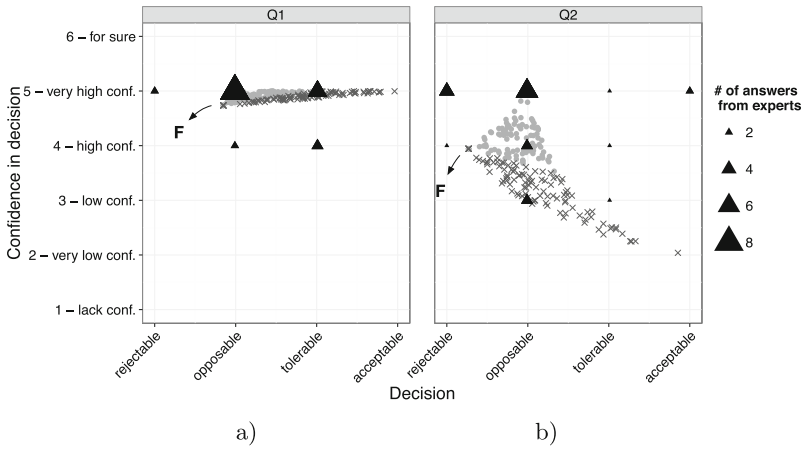 Q1
Q2
Confidence in decision
6 – for sure
5 – very high conf.
4 – high conf.
3 – low conf.
2 – very low conf.
1 – lack conf.
F
F
rejectable
opposable
tolerable
acceptable
rejectable
opposable
tolerable
acceptable
Decision
# of answers
from experts
2
4
6
8
a)
b)